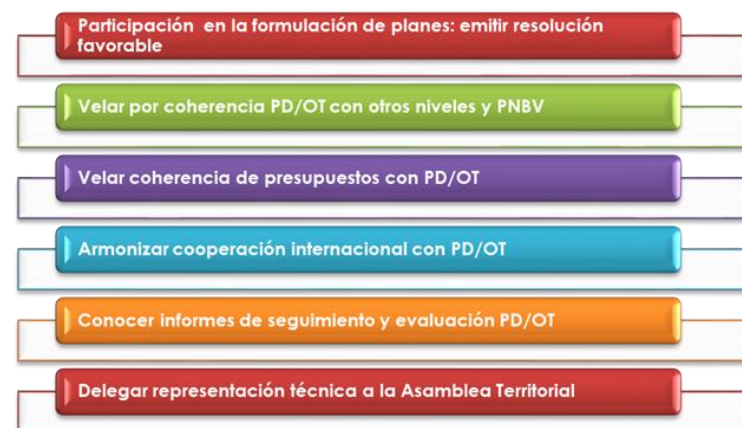 Participación en la formulación de planes: emitir resolución
favorable
Velar por coherencia PD/OT con otros niveles y PNBV
Velar coherencia de presupuestos con PD/OT
Armonizar cooperación internacional con PD/OT
Conocer informes de seguimiento y evaluación PD/OT
Delegar representación técnica a la Asamblea Territorial